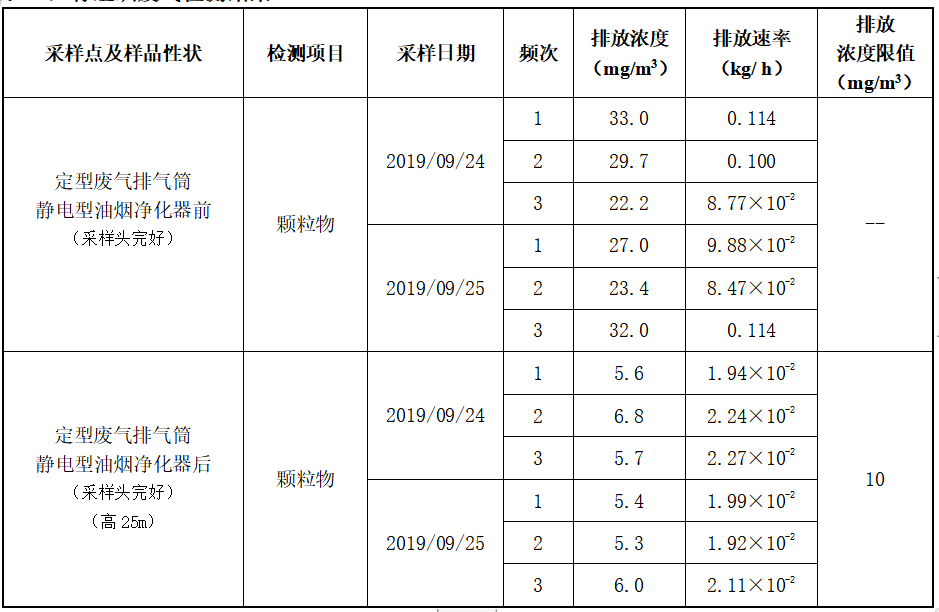 采样点及样品性状 检测项目 采样日期 频次 排放浓度（mg/m³） 排放速率（kg/ h） 排放浓度限值（mg/m³）
定型废气排气筒
静电型油烟净化器前
（采样头完好）
颗粒物
2019/09/24
1 33.0 0.114
2 29.7 0.100
3 22.2 8.77×10⁻²
2019/09/25
1 27.0 9.88×10⁻²
2 23.4 8.47×10⁻²
3 32.0 0.114
--
定型废气排气筒
静电型油烟净化器后
（采样头完好）
（高25m）
颗粒物
2019/09/24
1 5.6 1.94×10⁻²
2 6.8 2.24×10⁻²
3 5.7 2.27×10⁻²
2019/09/25
1 5.4 1.99×10⁻²
2 5.3 1.92×10⁻²
3 6.0 2.11×10⁻²
10